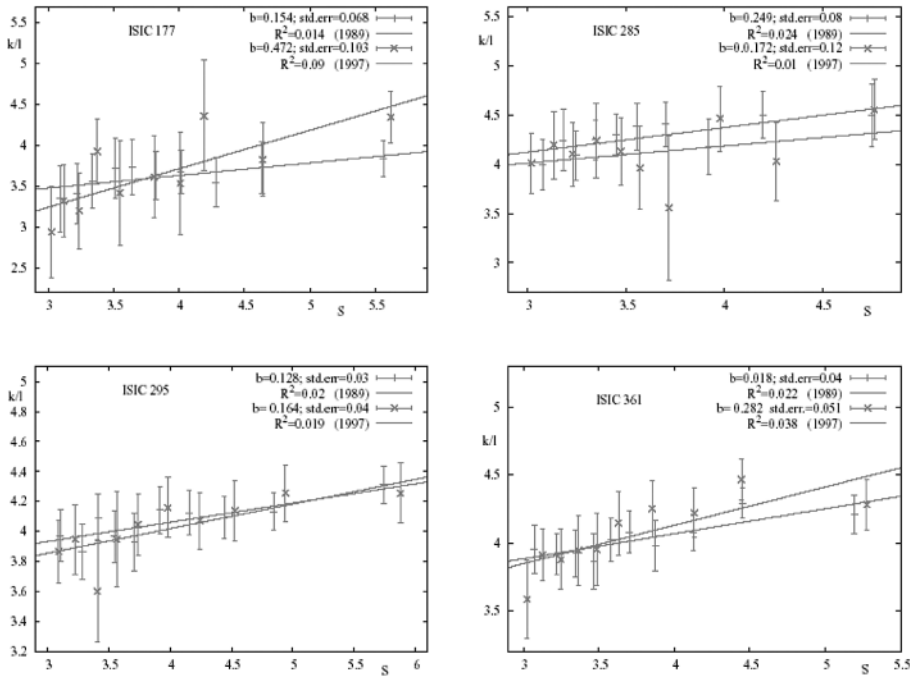 ISIC 177
b=0.154; std.err=0.068
R2=0.014 (1989)
b=0.472; std.err=0.103
R2=0.09 (1997)
k/l
5.5
5
4.5
4
3.5
3
2.5
3 3.5 4 4.5 5 5.5
S
ISIC 285
b=0.249; std.err=0.08
R2=0.024 (1989)
b=0.0.172; std.err=0.12
R2=0.01 (1997)
k/l
5.5
5
4.5
4
3.5
3
3 3.5 4 4.5
S
ISIC 295
b=0.128; std.err=0.03
R2=0.02 (1989)
b= 0.164; std.err=0.04
R2=0.019 (1997)
k/l
5
4.8
4.6
4.4
4.2
4
3.8
3.6
3.4
3.2
3 3.5 4 4.5 5 5.5 6
S
ISIC 361
b=0.018; std.err=0.04
R2=0.022 (1989)
b= 0.282 std.err.=0.051
R2=0.038 (1997)
k/l
5
4.5
4
3.5
3 3.5 4 4.5 5 5.5
S